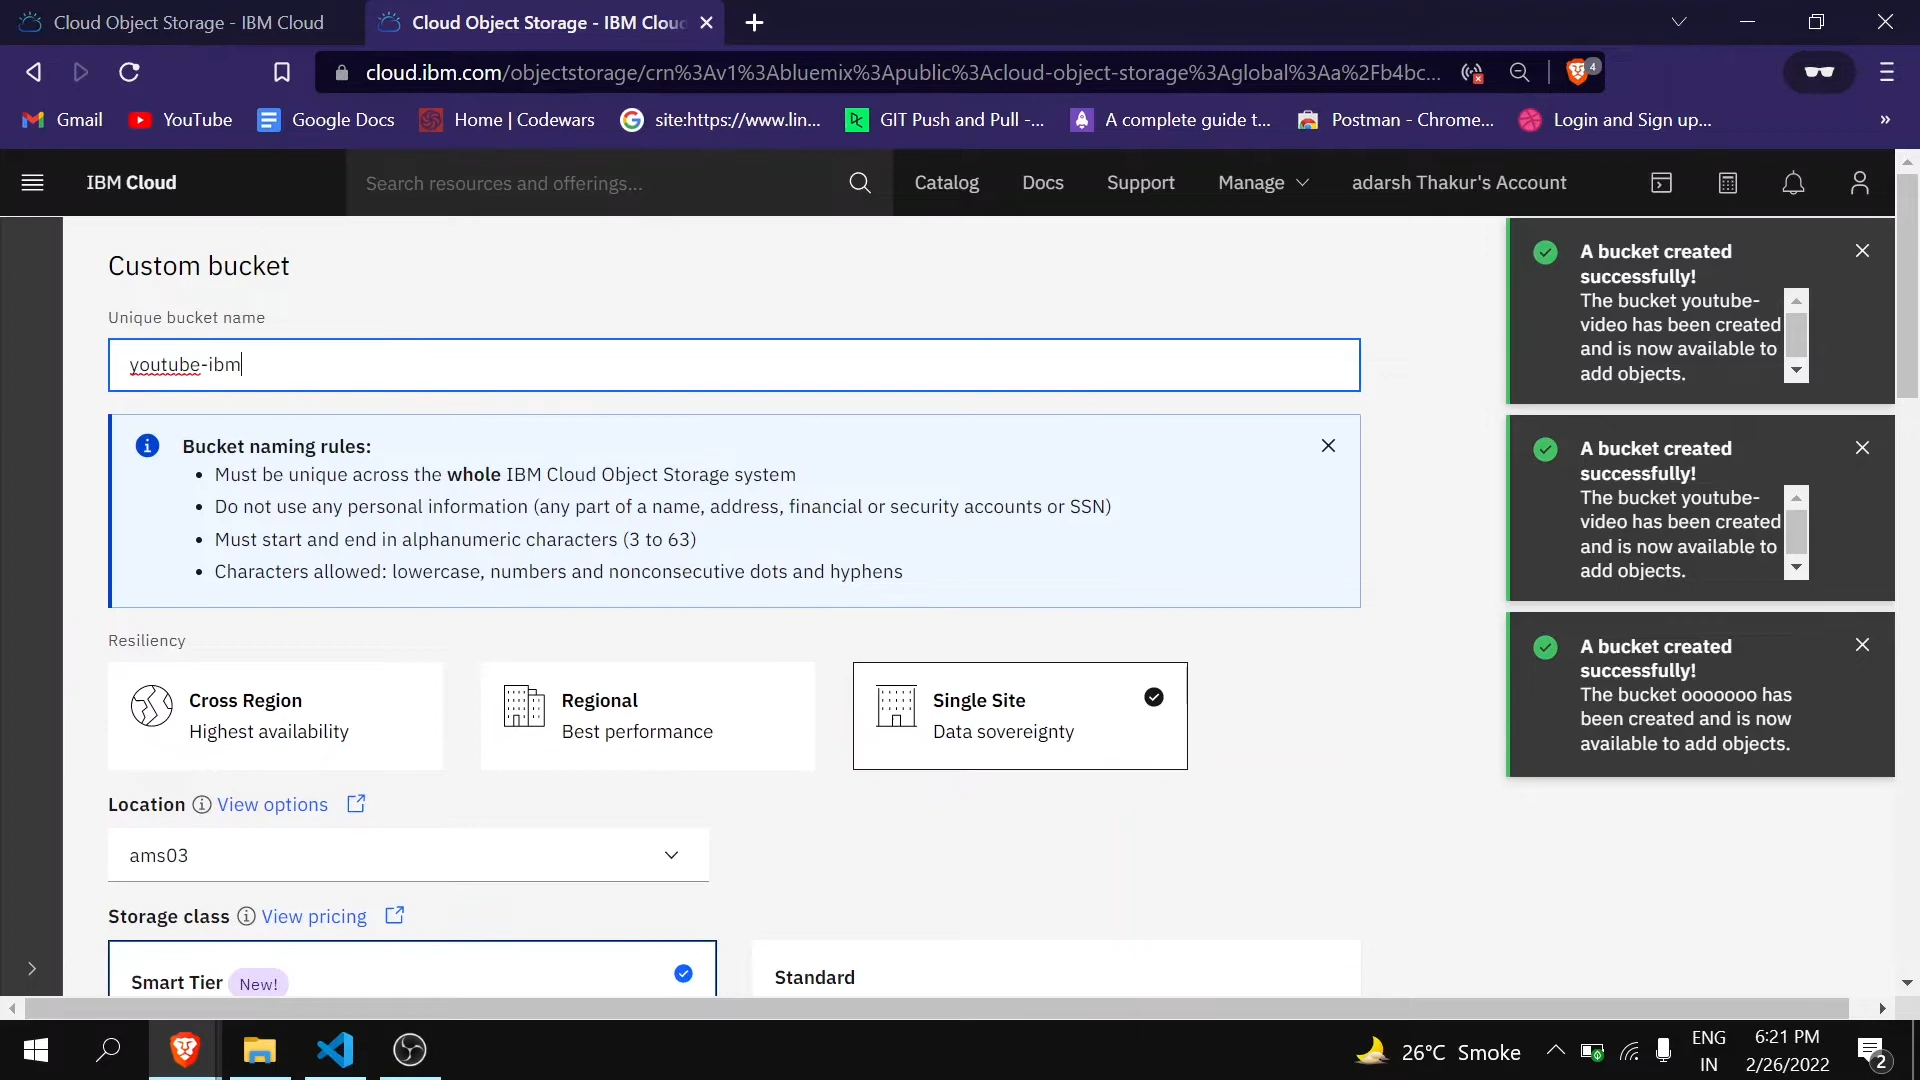 Cloud Object Storage - IBM Cloud
Cloud Object Storage - IBM Clou
cloud.ibm.com/objectstorage/crn%3Av1%3Abluemix%3Apublic%3Acloud-object-storage%3Aglobal%3Aa%2Fb4bc...
4
Gmail
YouTube
Google Docs
Home | Codewars
site:https://www.lin...
GIT Push and Pull -...
A complete guide t...
Postman - Chrome...
Login and Sign up...
»
IBM Cloud
Search resources and offerings...
Catalog
Docs
Support
Manage
adarsh Thakur's Account
Custom bucket
Unique bucket name
youtube-ibm
Bucket naming rules:
• Must be unique across the whole IBM Cloud Object Storage system
• Do not use any personal information (any part of a name, address, financial or security accounts or SSN)
• Must start and end in alphanumeric characters (3 to 63)
• Characters allowed: lowercase, numbers and nonconsecutive dots and hyphens
Resiliency
Cross Region
Highest availability
Regional
Best performance
Single Site
Data sovereignty
Location View options
ams03
Storage class View pricing
Smart Tier New!
Standard
A bucket created
successfully!
The bucket youtube-
video has been created
and is now available to
add objects.
A bucket created
successfully!
The bucket youtube-
video has been created
and is now available to
add objects.
A bucket created
successfully!
The bucket ooooooo has
been created and is now
available to add objects.
26°C Smoke
ENG
IN
6:21 PM
2/26/2022
2